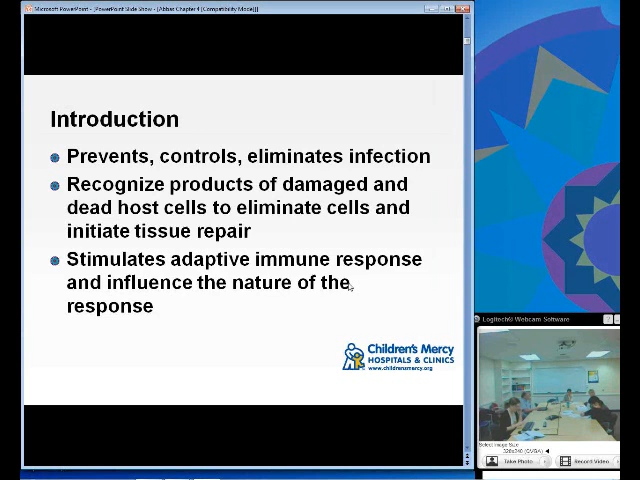 Microsoft PowerPoint - [PowerPoint Slide Show - [Abbas Chapter 4 [Compatibility Mode]]]
Introduction
Prevents, controls, eliminates infection
Recognize products of damaged and
dead host cells to eliminate cells and
initiate tissue repair
Stimulates adaptive immune response
and influence the nature of the
response
Children's Mercy
HOSPITALS & CLINICS
www.childrensmercy.org
Logitech® Webcam Software
Select Image Size
320x240 (QVGA)
Take Photo
Record Video